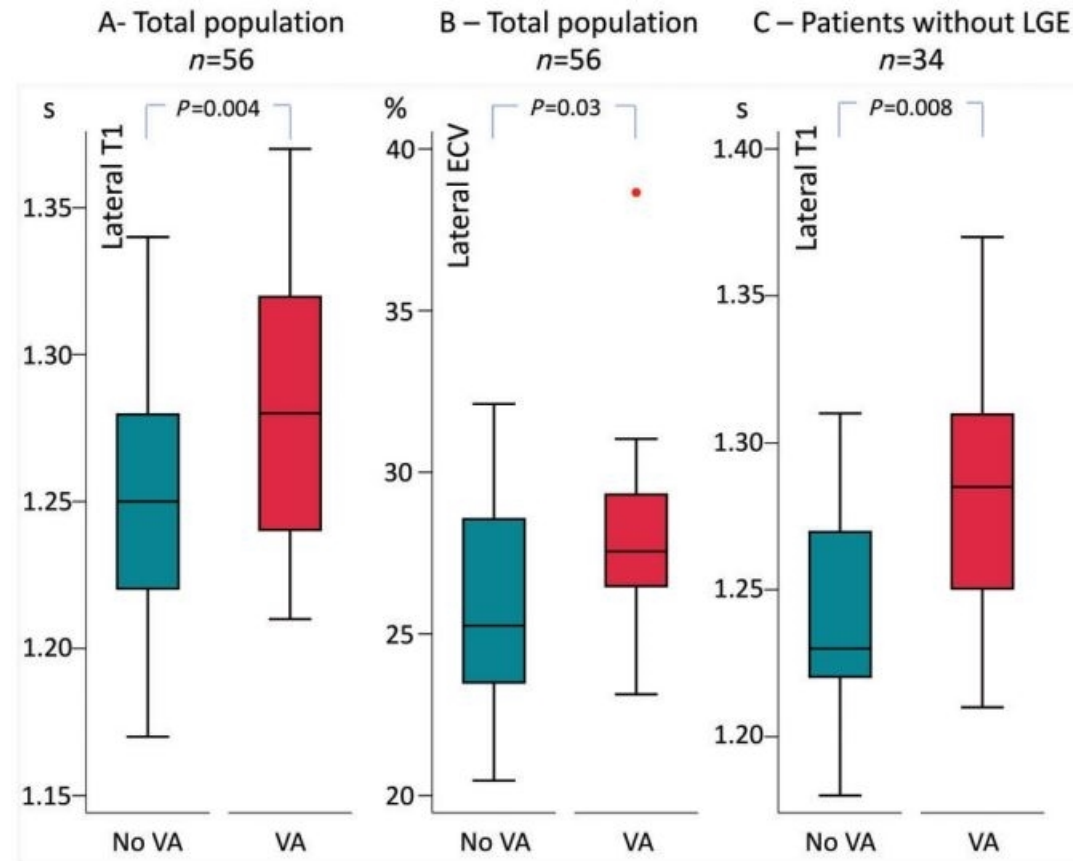 A- Total population
n=56
s
P=0.004
Lateral T1
1.35
1.30
1.25
1.20
1.15
No VA
VA
B – Total population
n=56
%
P=0.03
Lateral ECV
40
35
30
25
20
No VA
VA
C – Patients without LGE
n=34
s
P=0.008
Lateral T1
1.40
1.35
1.30
1.25
1.20
No VA
VA